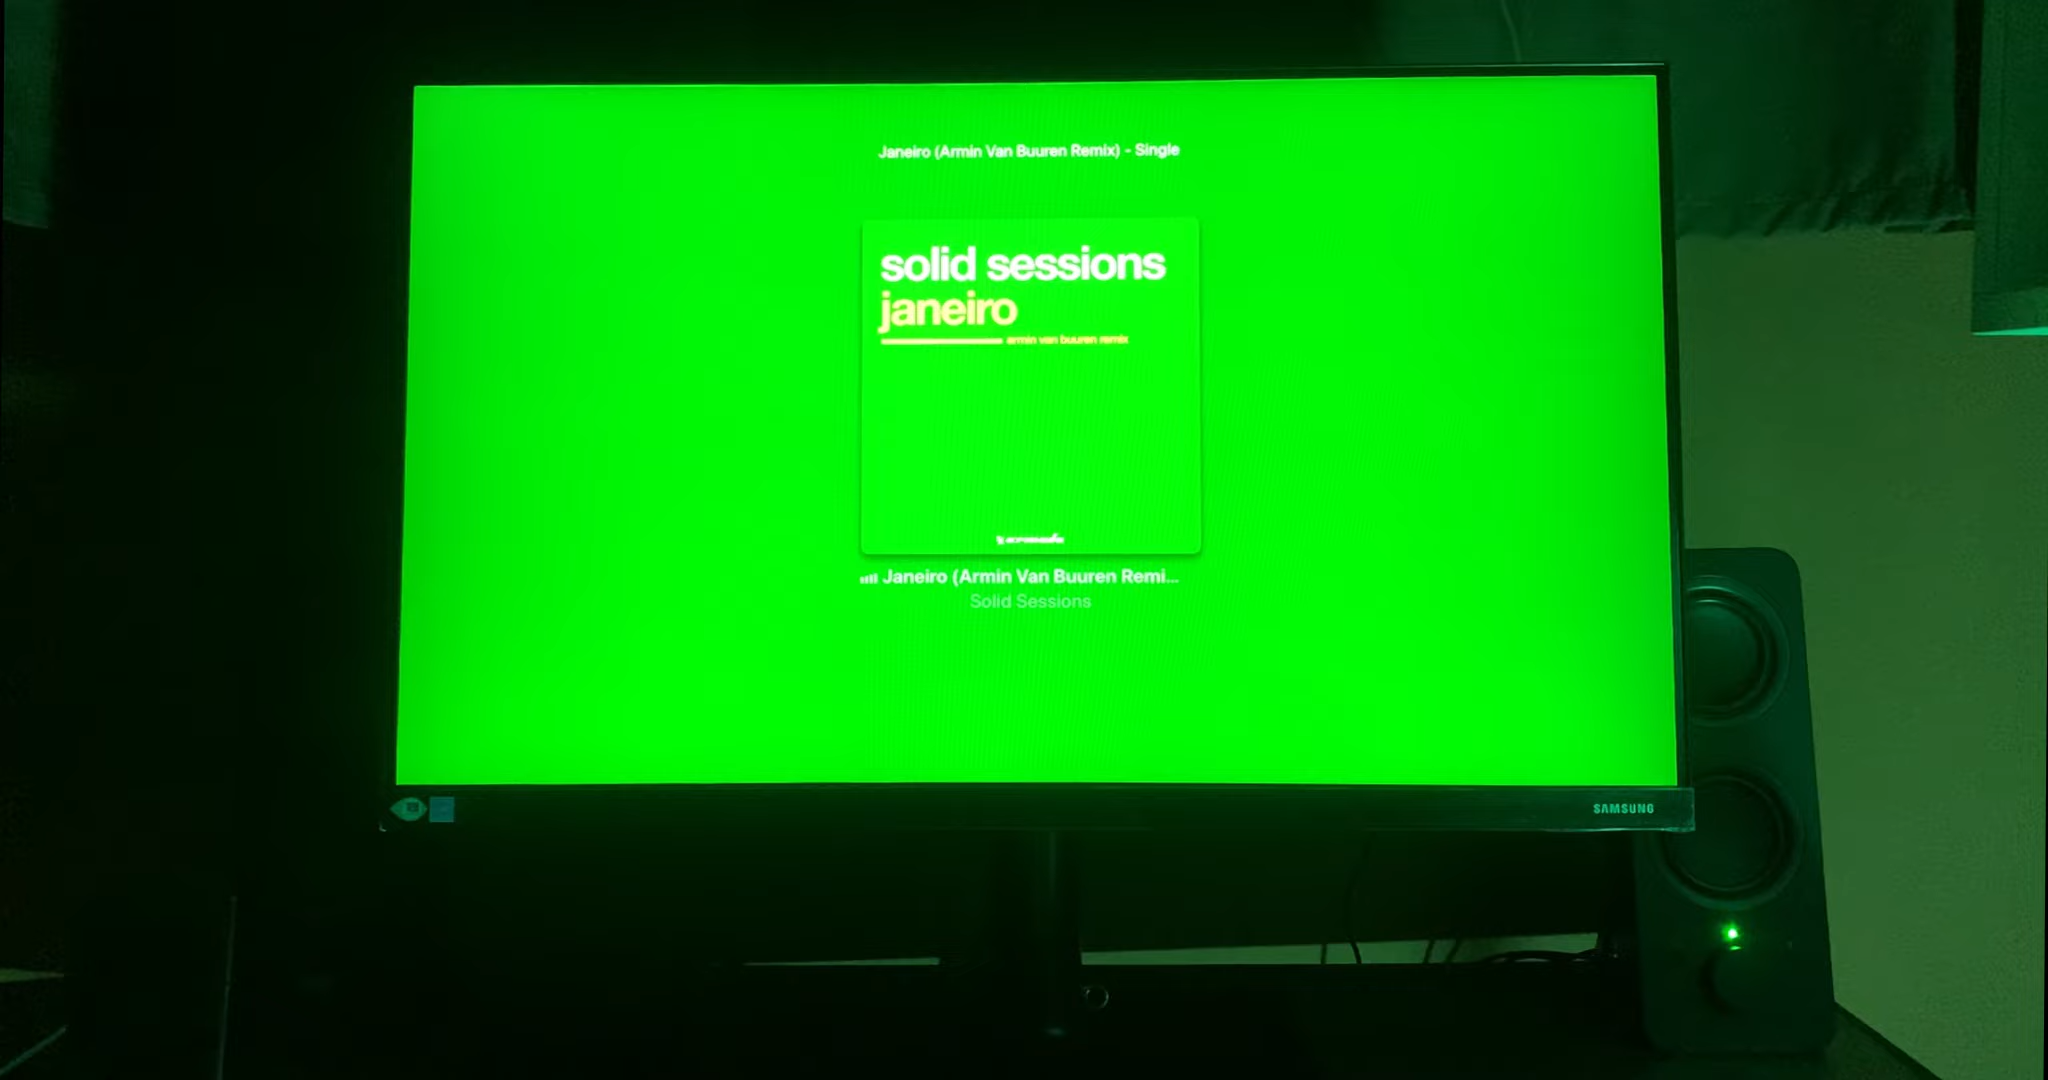 Janeiro (Armin Van Buuren Remix) - Single
solid sessions
janeiro
armin van buuren remix
armada
Janeiro (Armin Van Buuren Remi...
Solid Sessions
SAMSUNG